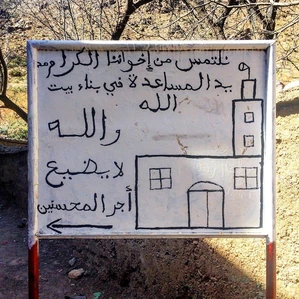 نلتمس من إخواننا الكرام مد
يد المساعدة في بناء بيت
الله
والله
لا يضيع
أجر المحسنين